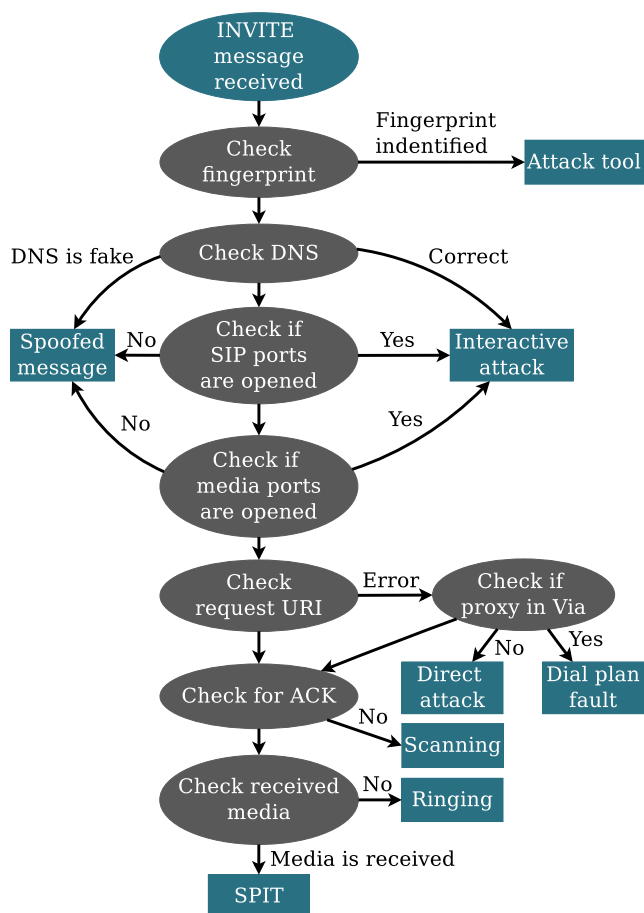 INVITE
message
received
Fingerprint
indentified
Check
fingerprint
Attack tool
DNS is fake
Check DNS
Correct
Spoofed
message
No
Check if
SIP ports
are opened
Yes
Interactive
attack
No
Yes
Check if
media ports
are opened
Check
request URI
Error
Check if
proxy in Via
No
Yes
Direct
attack
Dial plan
fault
Check for ACK
No
Scanning
Check received
media
No
Ringing
Media is received
SPIT